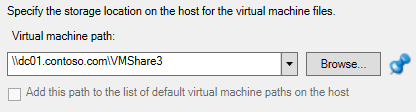 Specify the storage location on the host for the virtual machine files.
Virtual machine path:
\\dc01.contoso.com\VMShare3
Browse...
Add this path to the list of default virtual machine paths on the host